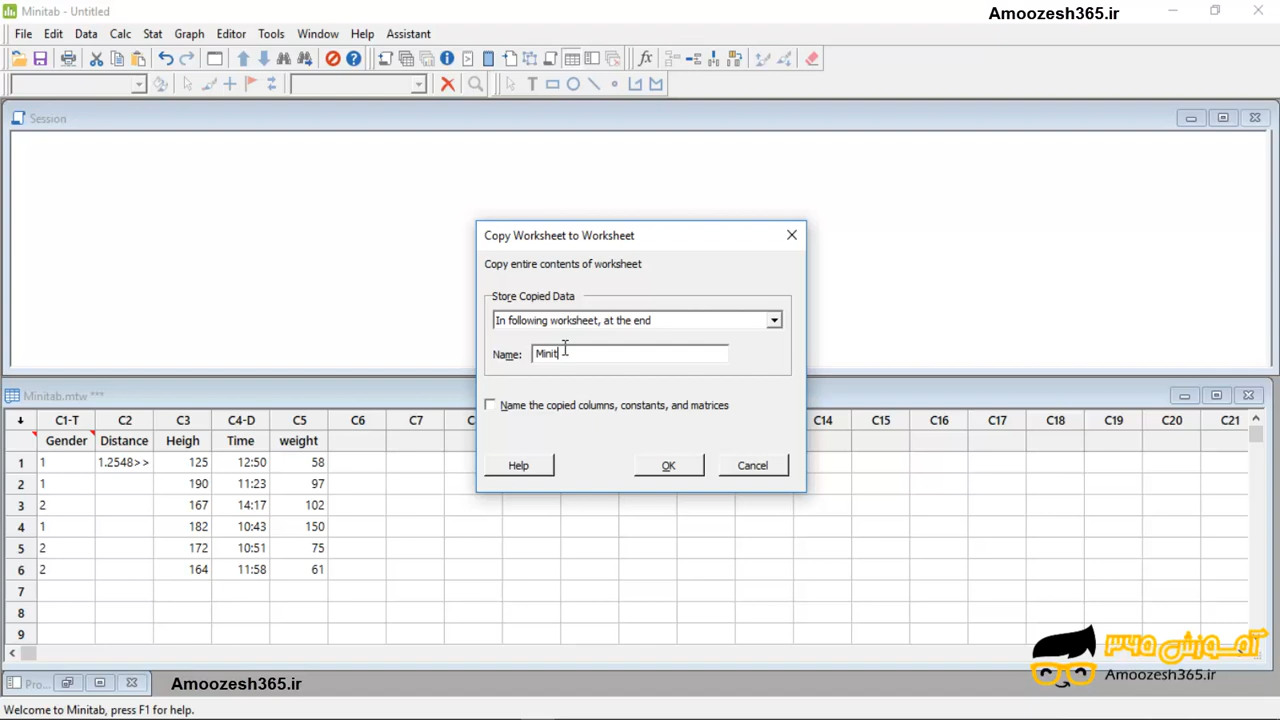 Minitab - Untitled
Amoozesh365.ir
File Edit Data Calc Stat Graph Editor Tools Window Help Assistant
Session
Copy Worksheet to Worksheet
Copy entire contents of worksheet
Store Copied Data
In following worksheet, at the end
Name: Minit
Name the copied columns, constants, and matrices
Help OK Cancel
Minitab.mtw ***
C1-T C2 C3 C4-D C5 C6 C7 C14 C19 C16 C17 C18 C19 C20 C21
Gender Distance Heigh Time weight
1 1 1.2548>> 125 12:50 58
2 1 190 11:23 97
3 2 167 14:17 102
4 1 182 10:43 150
5 2 172 10:51 75
6 2 164 11:58 61
7
8
9
آموزش ۳۶۵
Amoozesh365.ir
Pro...
Amoozesh365.ir
Welcome to Minitab, press F1 for help.